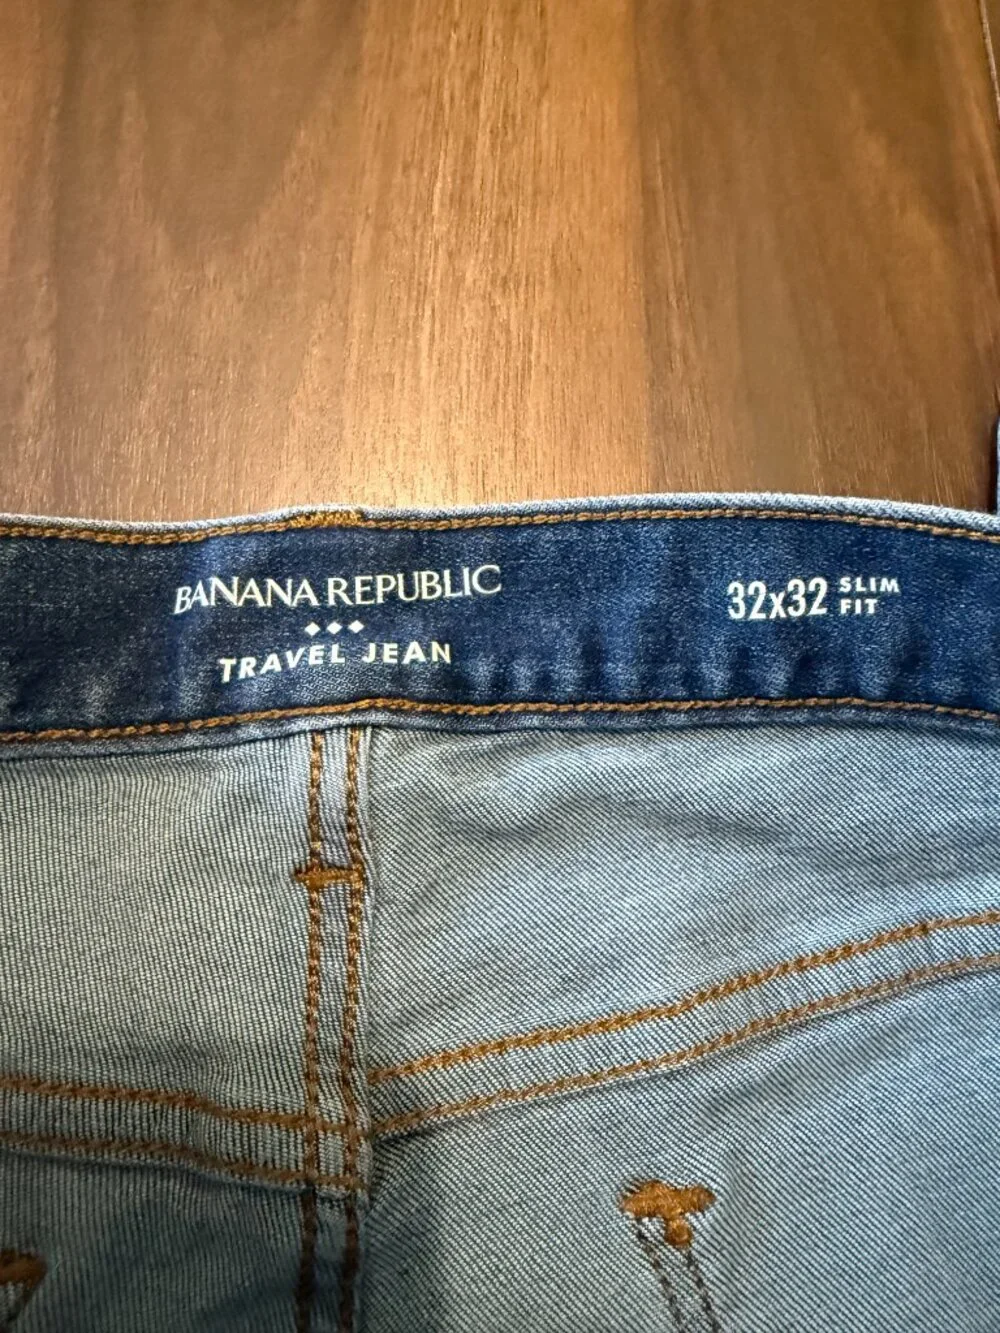 BANANA REPUBLIC
TRAVEL JEAN
32x32 SLIM
FIT